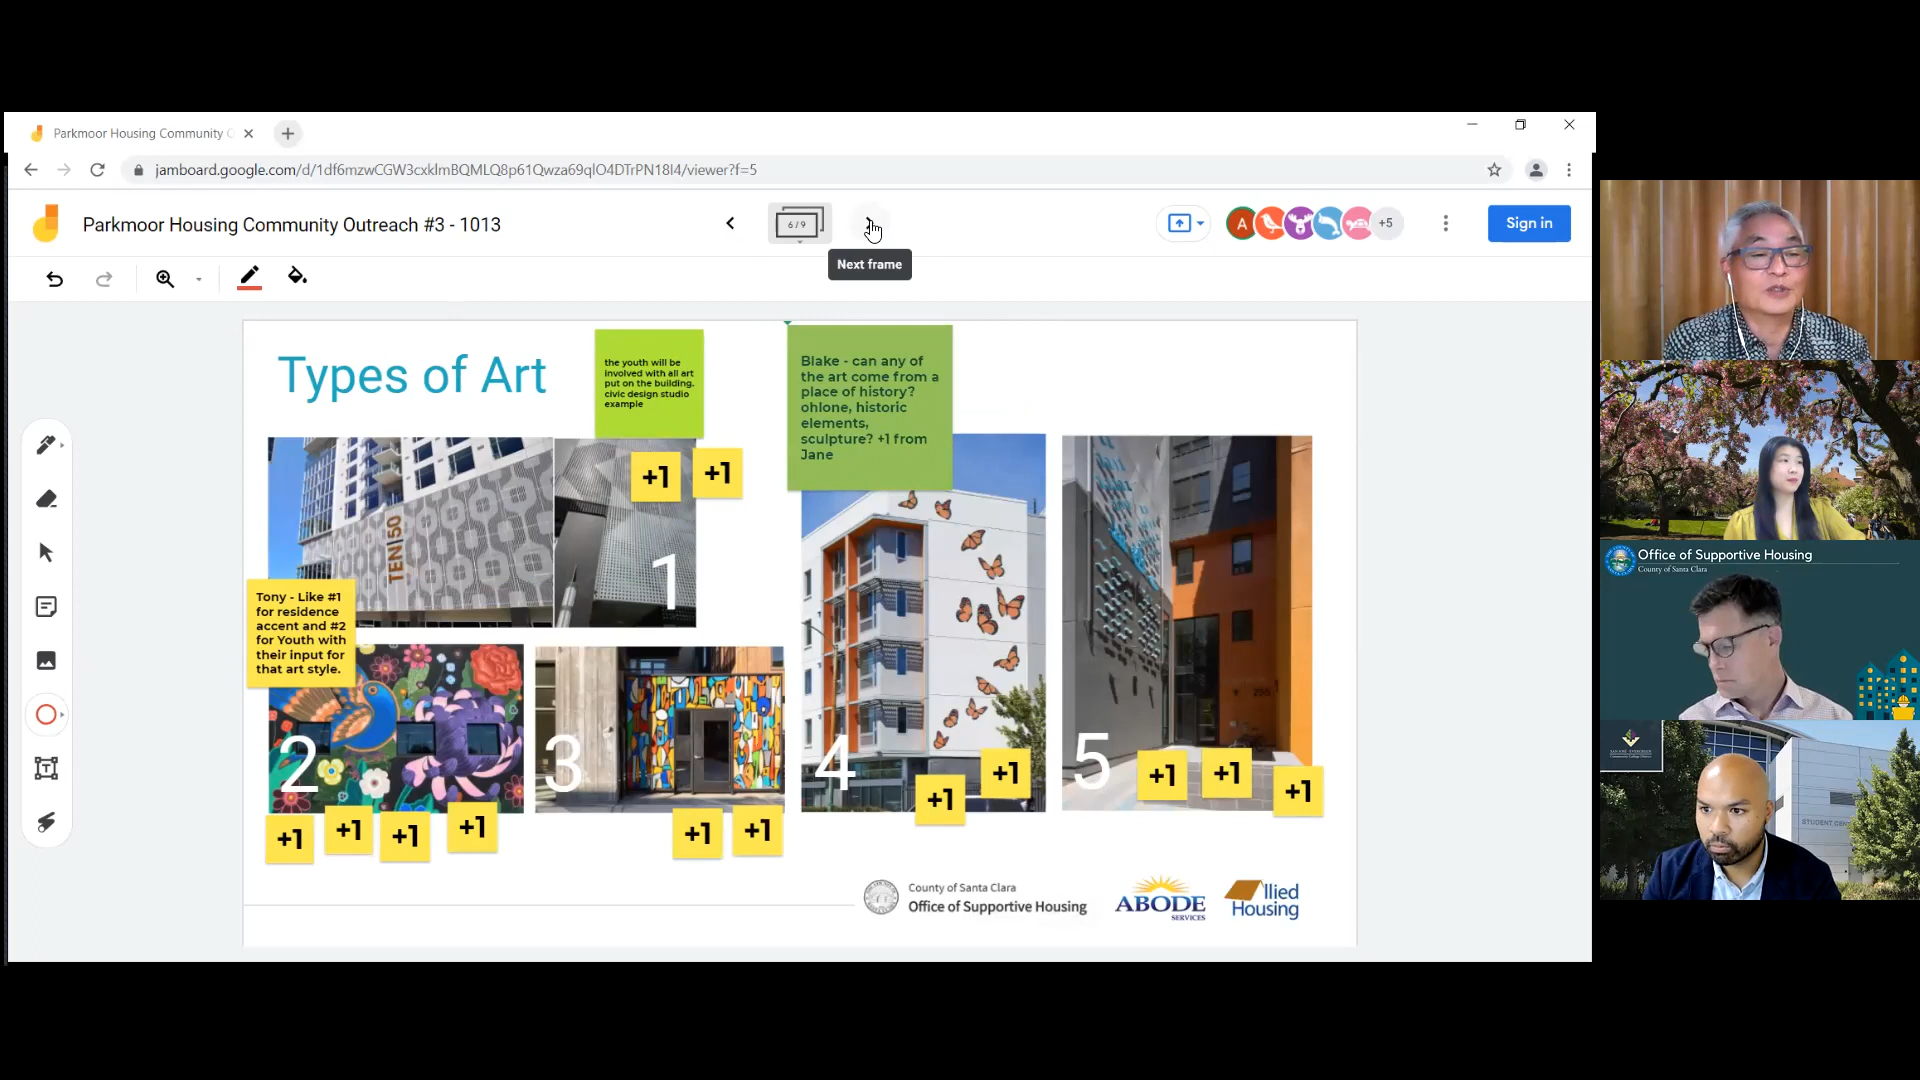 Parkmoor Housing Community O
jamboard.google.com/d/1df6mzwCGW3cxklmBQMLQ8p61Qwza69qlO4DTrPN18I4/viewer?f=5
Parkmoor Housing Community Outreach #3 - 1013
6 / 9
A
+5
Sign in
Next frame
Types of Art
the youth will be
involved with all art
put on the building.
civic design studio
example
Blake - can any of
the art come from a
place of history?
ohlone, historic
elements,
sculpture? +1 from
Jane
+1
+1
TEN|50
1
Tony - Like #1
for residence
accent and #2
for Youth with
their input for
that art style.
2
3
4
5
+1
+1
+1
+1
+1
+1
+1
+1
+1
+1
+1
County of Santa Clara
Office of Supportive Housing
ABODE
SERVICES
llied
Housing
Office of Supportive Housing
County of Santa Clara
STUDENT CEN